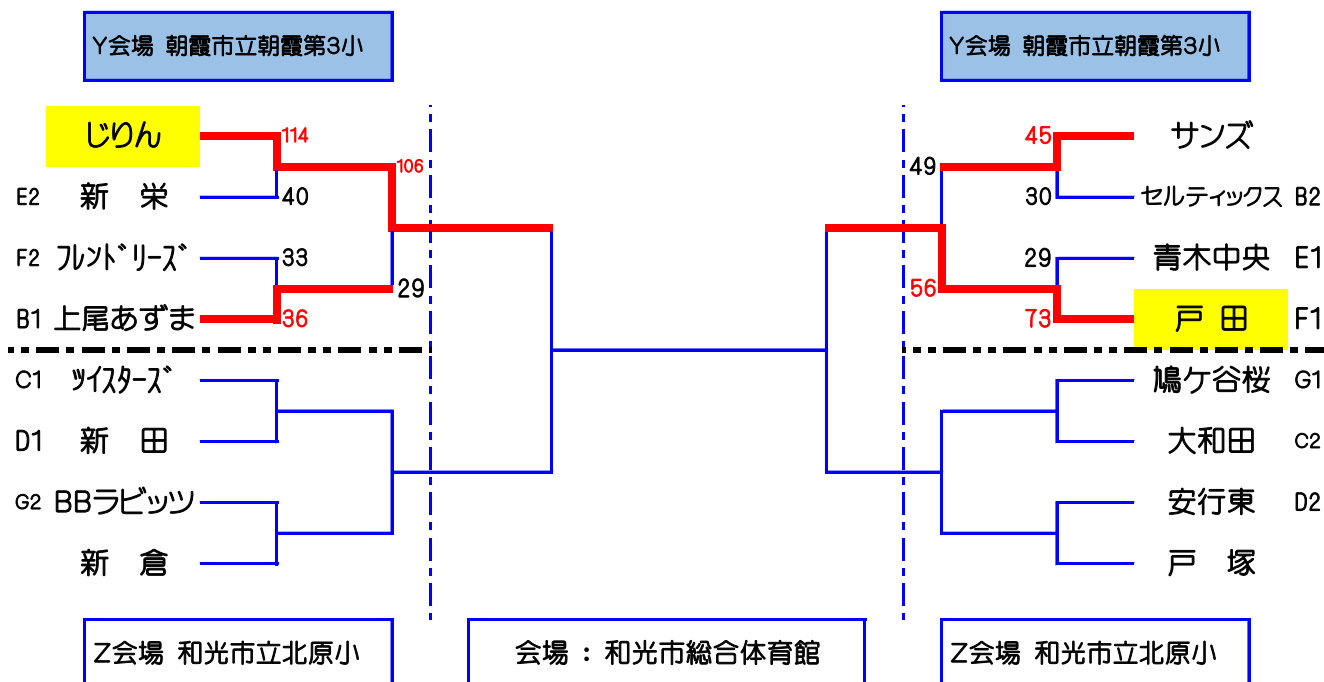 Y会場 朝霞市立朝霞第3小
Y会場 朝霞市立朝霞第3小
じりん 114
106
E2 新 栄 40
F2 フレンドリーズ 33
29
B1 上尾あずま 36
45 サンズ
49
30 セルティックス B2
29 青木中央 E1
56
73 戸 田 F1
C1 ツイスターズ
D1 新 田
G2 BBラビッツ
新 倉
鳩ケ谷桜 G1
大和田 C2
安行東 D2
戸 塚
Z会場 和光市立北原小
会場 : 和光市総合体育館
Z会場 和光市立北原小